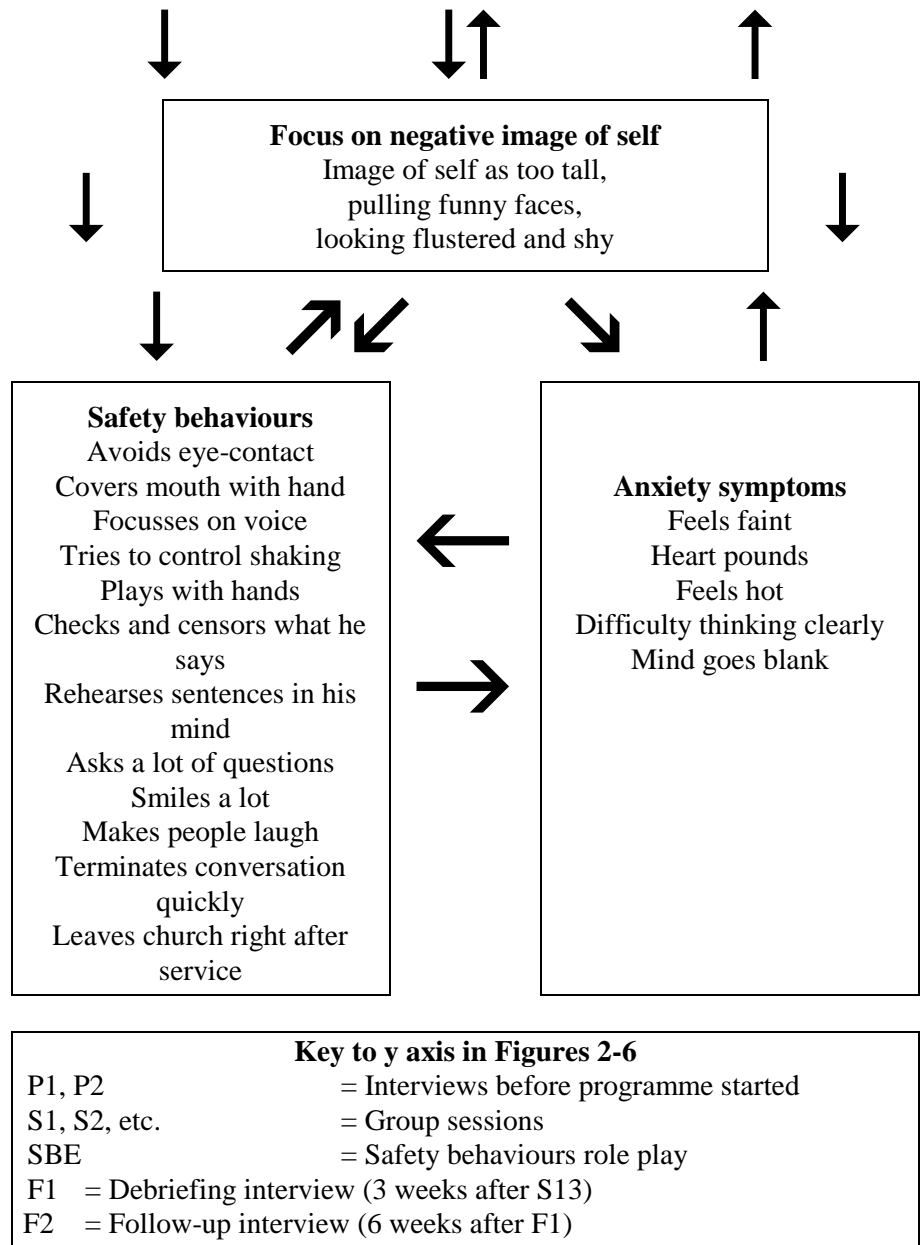 Focus on negative image of self
Image of self as too tall,
pulling funny faces,
looking flustered and shy
Safety behaviours
Avoids eye-contact
Covers mouth with hand
Focusses on voice
Tries to control shaking
Plays with hands
Checks and censors what he
says
Rehearses sentences in his
mind
Asks a lot of questions
Smiles a lot
Makes people laugh
Terminates conversation
quickly
Leaves church right after
service
Anxiety symptoms
Feels faint
Heart pounds
Feels hot
Difficulty thinking clearly
Mind goes blank
Key to y axis in Figures 2-6
P1, P2 = Interviews before programme started
S1, S2, etc. = Group sessions
SBE = Safety behaviours role play
F1 = Debriefing interview (3 weeks after S13)
F2 = Follow-up interview (6 weeks after F1)